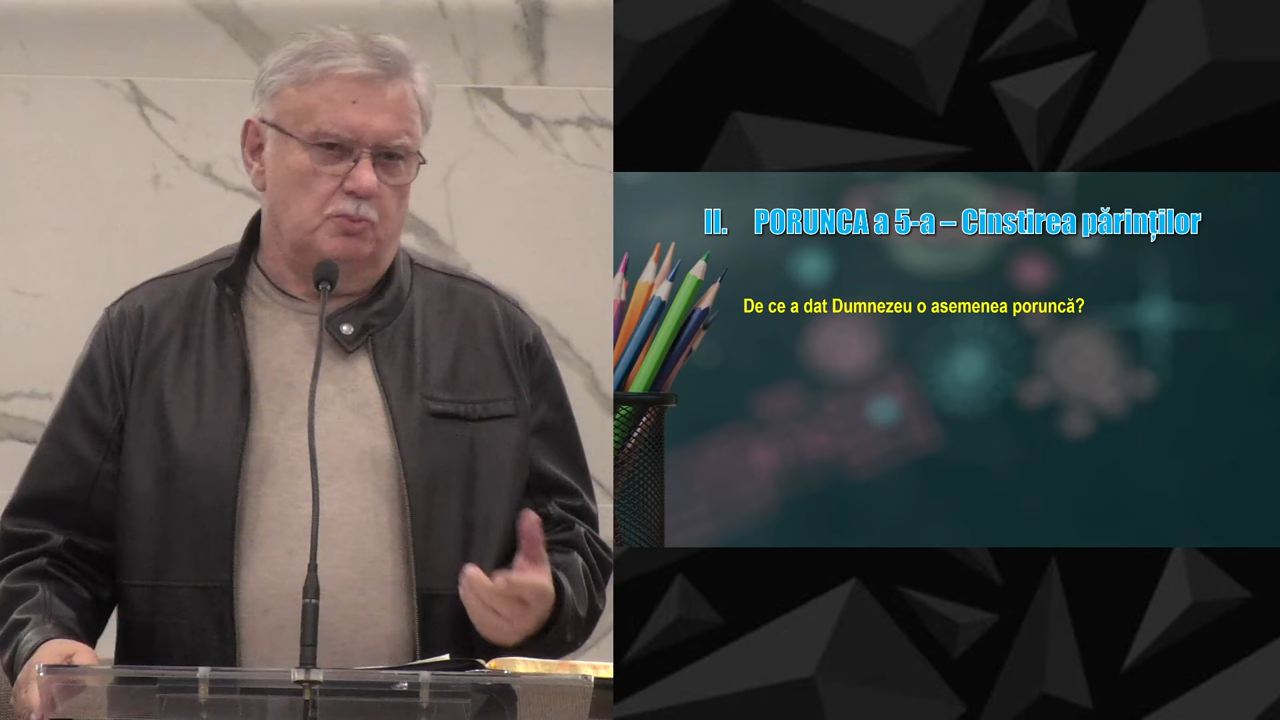 II. PORUNCA a 5-a – Cinstirea părinților
De ce a dat Dumnezeu o asemenea poruncă?